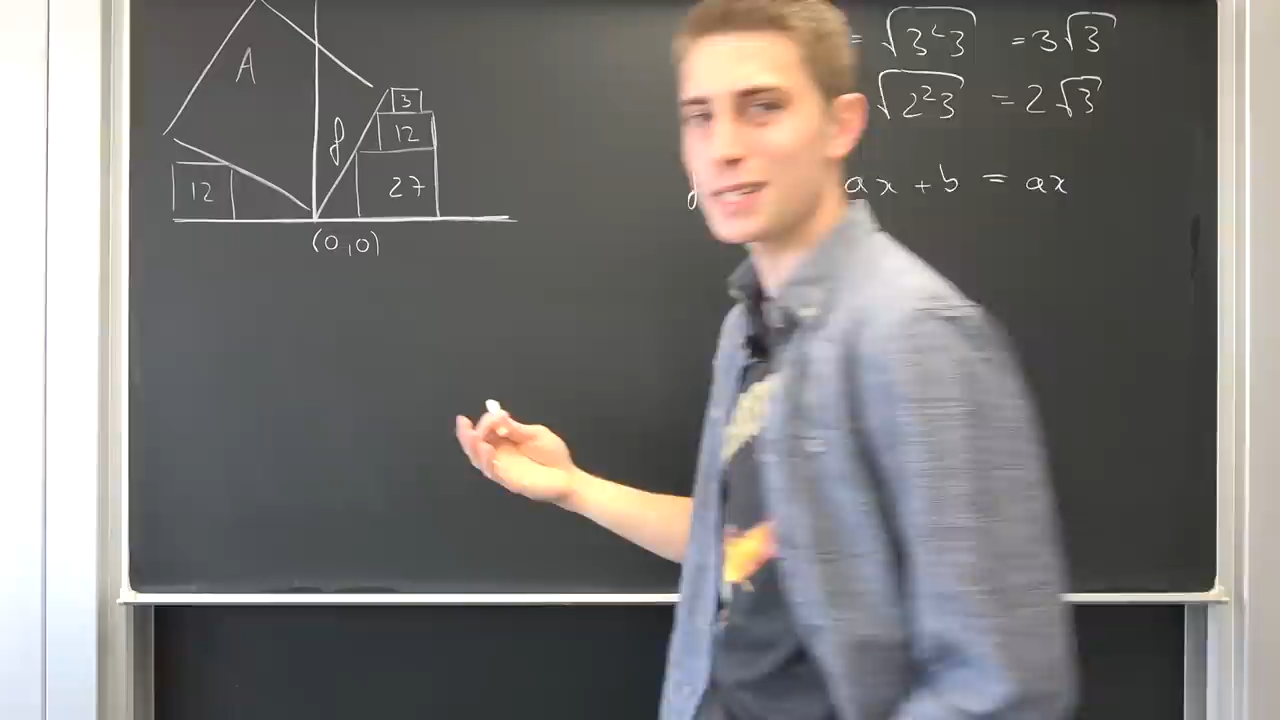 A
3
f
12
12
27
(0,0)
= √3²3 = 3√3
√2²3 = 2√3
ax + b = ax